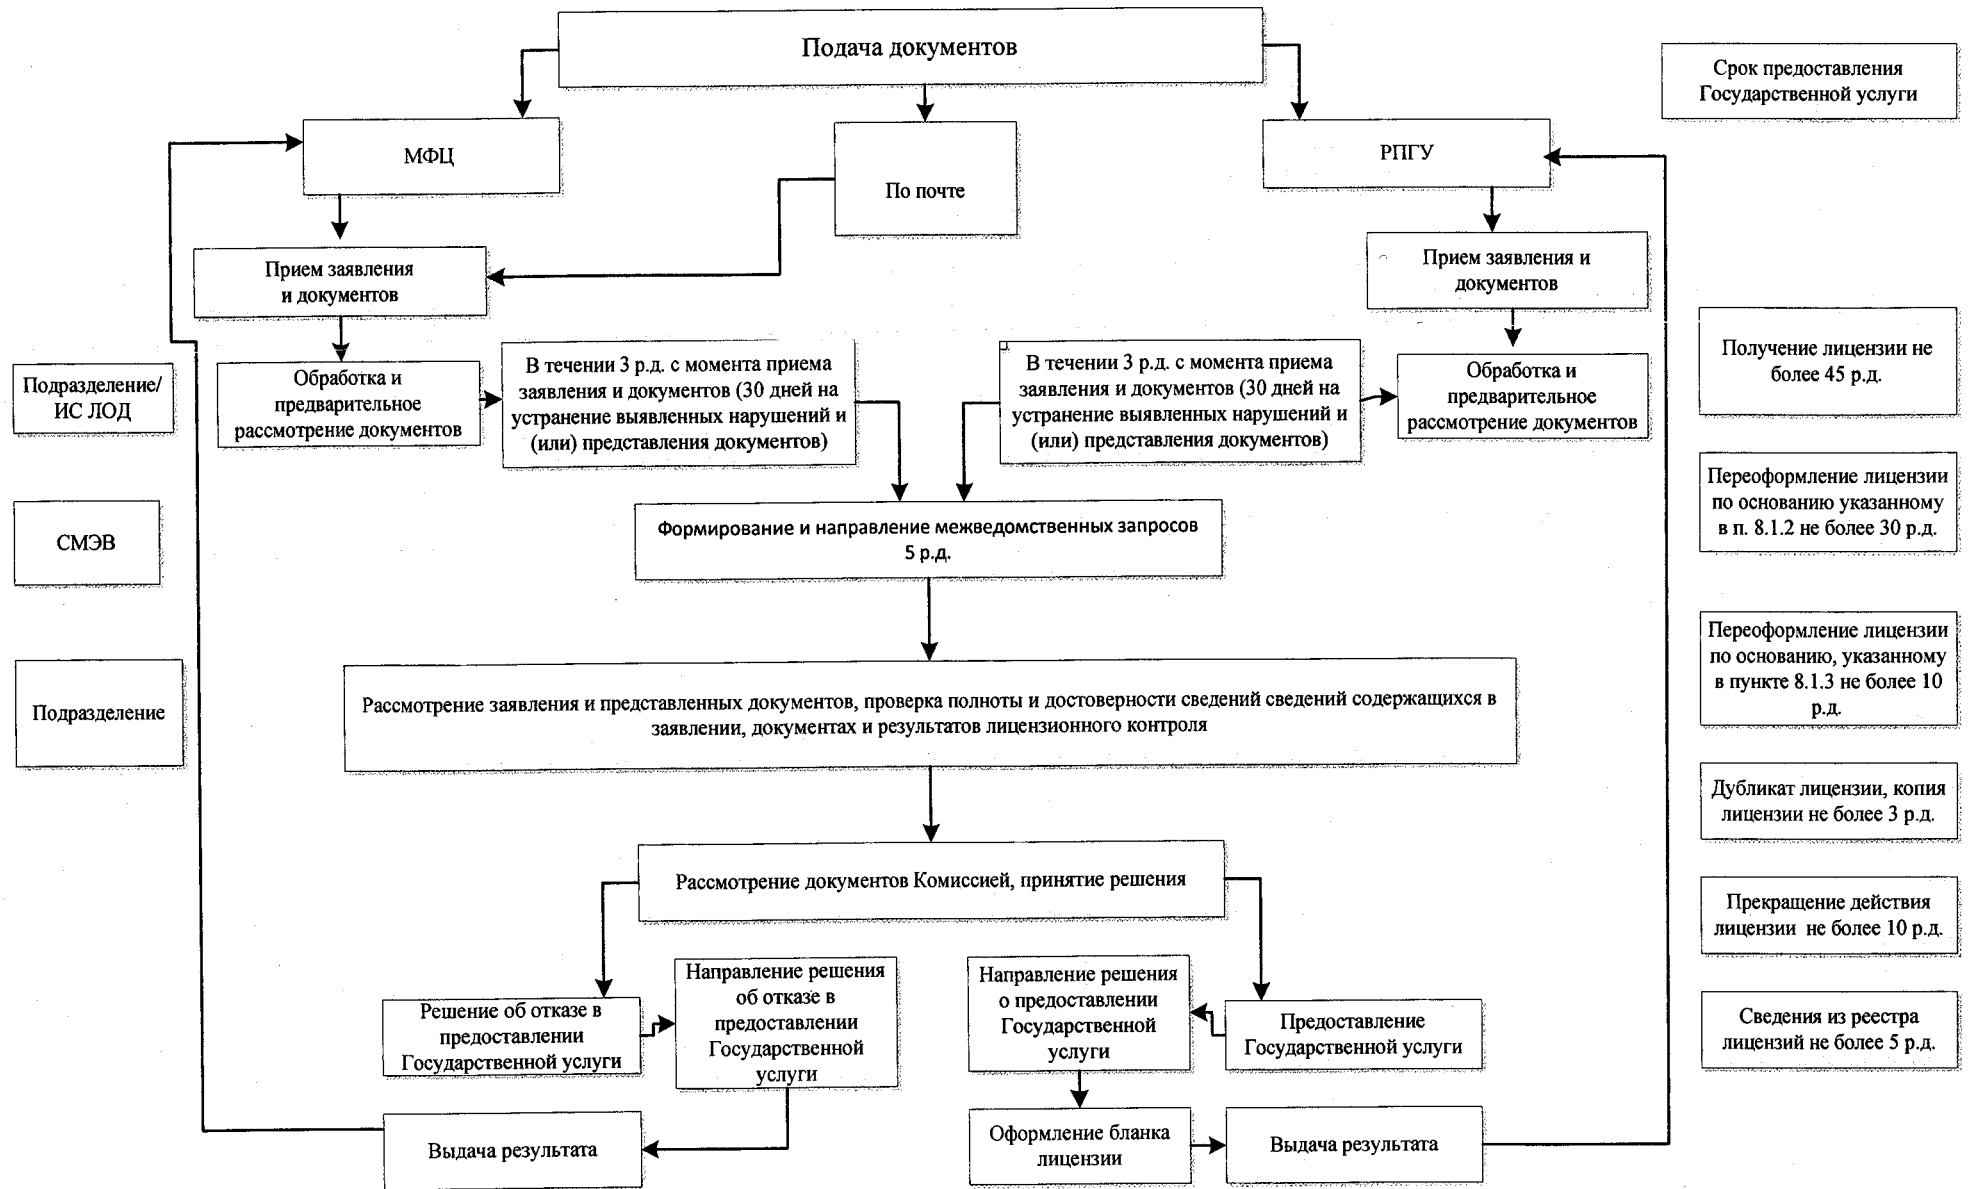 Подача документов
Срок предоставления
Государственной услуги
МФЦ
По почте
РПГУ
Прием заявления
и документов
Прием заявления и
документов
Подразделение/
ИС ЛОД
Обработка и
предварительное
рассмотрение документов
В течении 3 р.д. с момента приема
заявления и документов (30 дней на
устранение выявленных нарушений и
(или) представления документов)
В течении 3 р.д. с момента приема
заявления и документов (30 дней на
устранение выявленных нарушений и
(или) представления документов)
Обработка и
предварительное
рассмотрение документов
Получение лицензии не
более 45 р.д.
СМЭВ
Формирование и направление межведомственных запросов
5 р.д.
Переоформление лицензии
по основанию указанному
в п. 8.1.2 не более 30 р.д.
Подразделение
Рассмотрение заявления и представленных документов, проверка полноты и достоверности сведений сведений содержащихся в
заявлении, документах и результатов лицензионного контроля
Переоформление лицензии
по основанию, указанному
в пункте 8.1.3 не более 10
р.д.
Дубликат лицензии, копия
лицензии не более 3 р.д.
Рассмотрение документов Комиссией, принятие решения
Прекращение действия
лицензии не более 10 р.д.
Решение об отказе в
предоставлении
Государственной услуги
Направление решения
об отказе в
предоставлении
Государственной
услуги
Направление решения
о предоставлении
Государственной
услуги
Предоставление
Государственной услуги
Сведения из реестра
лицензий не более 5 р.д.
Выдача результата
Оформление бланка
лицензии
Выдача результата